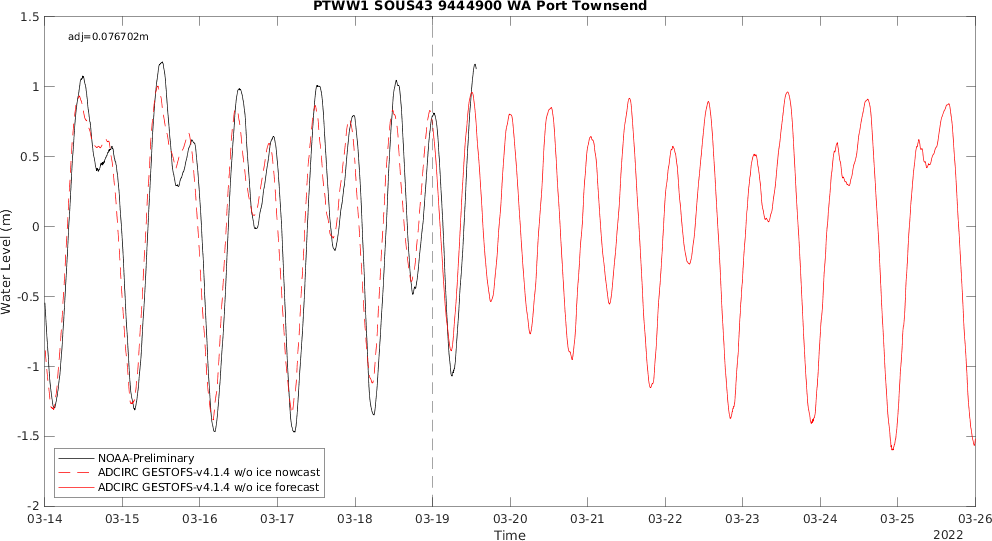 PTWW1 SOUS43 9444900 WA Port Townsend
adj=0.076702m
1.5
1
0.5
0
-0.5
-1
-1.5
-2
Water Level (m)
NOAA-Preliminary
ADCIRC GESTOFS-v4.1.4 w/o ice nowcast
ADCIRC GESTOFS-v4.1.4 w/o ice forecast
03-14 03-15 03-16 03-17 03-18 03-19 03-20 03-21 03-22 03-23 03-24 03-25 03-26
Time
2022